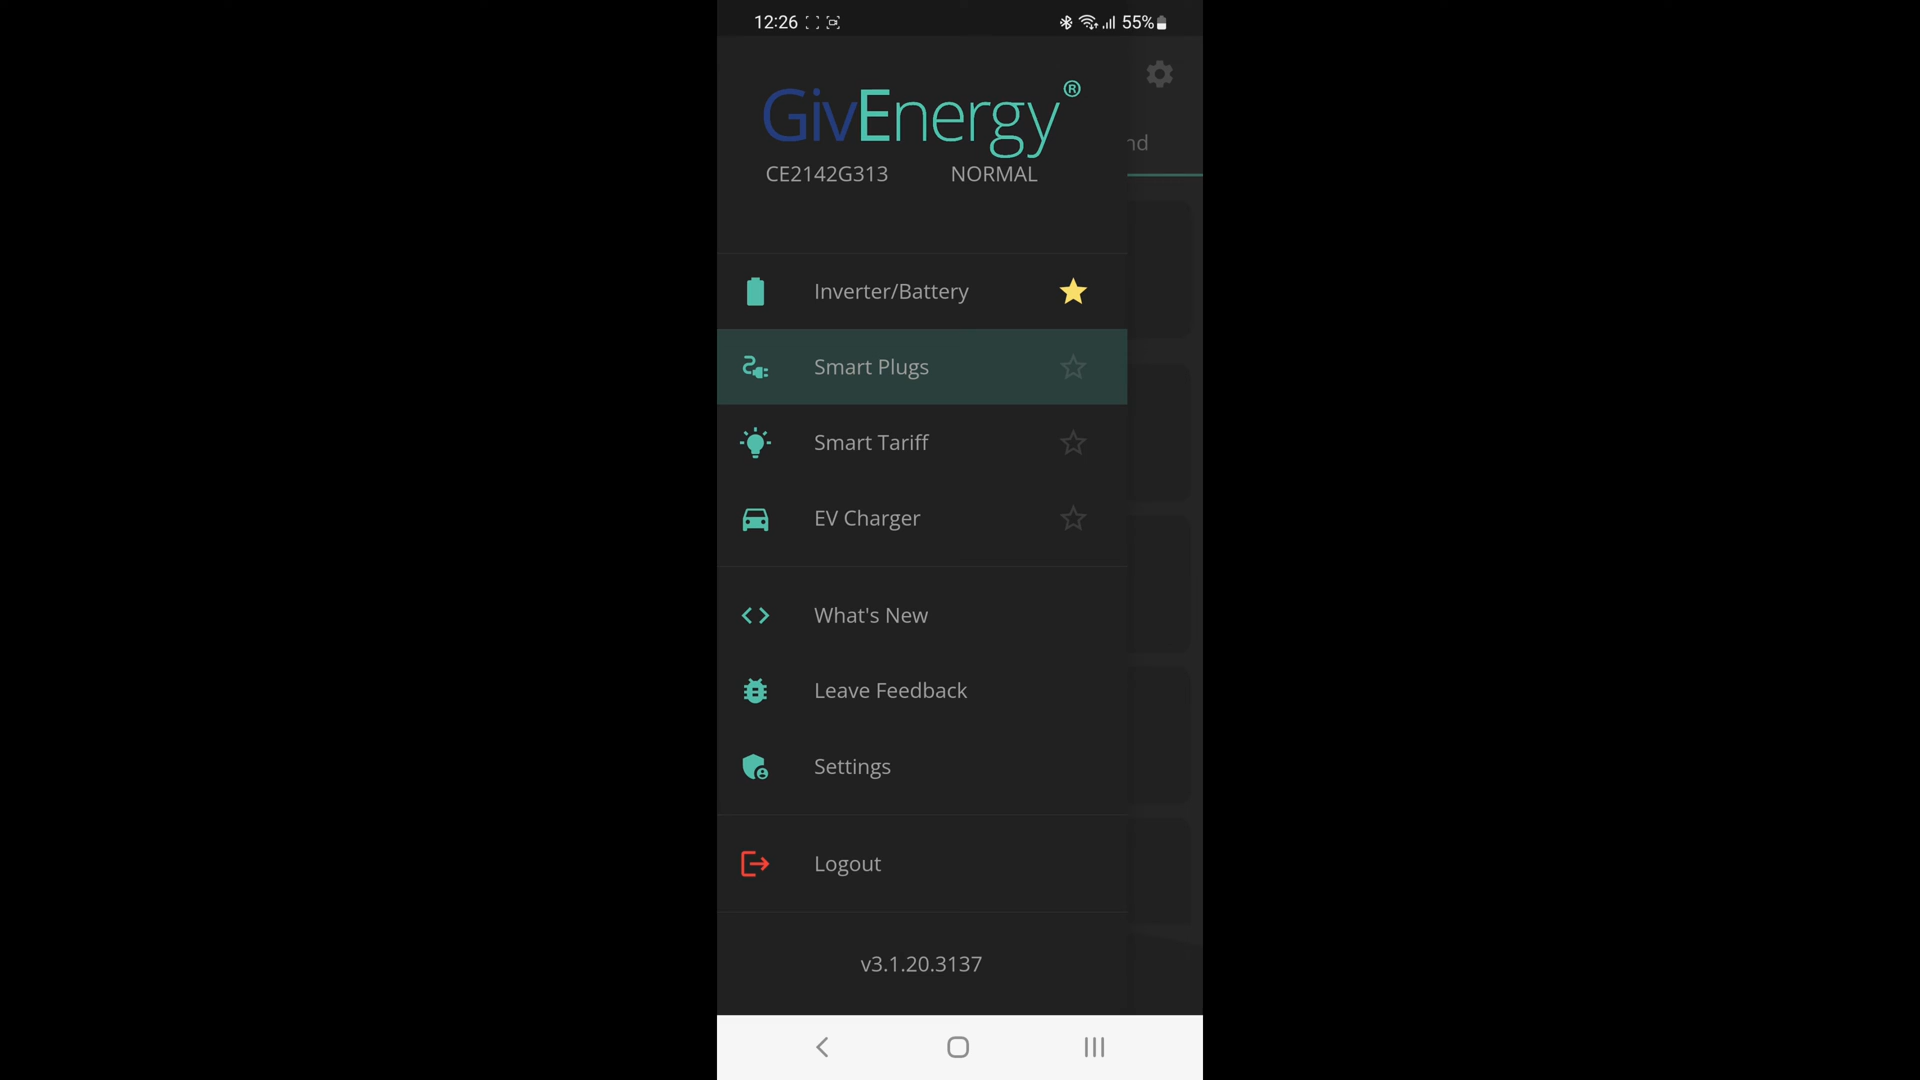 12:26 55%
GivEnergy®
CE2142G313 NORMAL
nd
Inverter/Battery
Smart Plugs
Smart Tariff
EV Charger
What's New
Leave Feedback
Settings
Logout
v3.1.20.3137